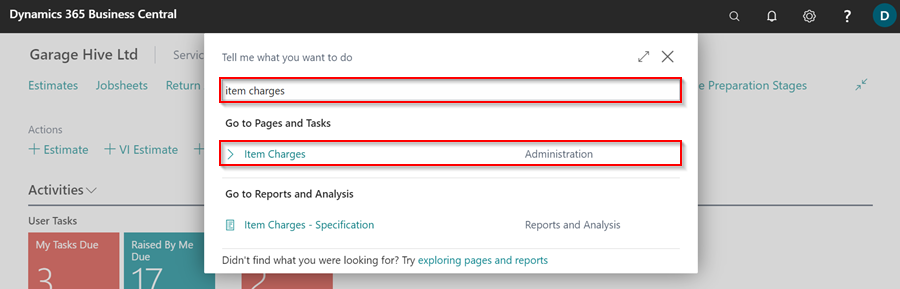 Dynamics 365 Business Central
?
D
Garage Hive Ltd
Servic
Tell me what you want to do
Estimates Jobsheets Return
item charges
e Preparation Stages
Go to Pages and Tasks
Actions
+ Estimate + VI Estimate +
Item Charges Administration
Go to Reports and Analysis
Activities
User Tasks
Item Charges - Specification Reports and Analysis
My Tasks Due
Raised By Me
Due
Didn't find what you were looking for? Try exploring pages and reports
3
17
2